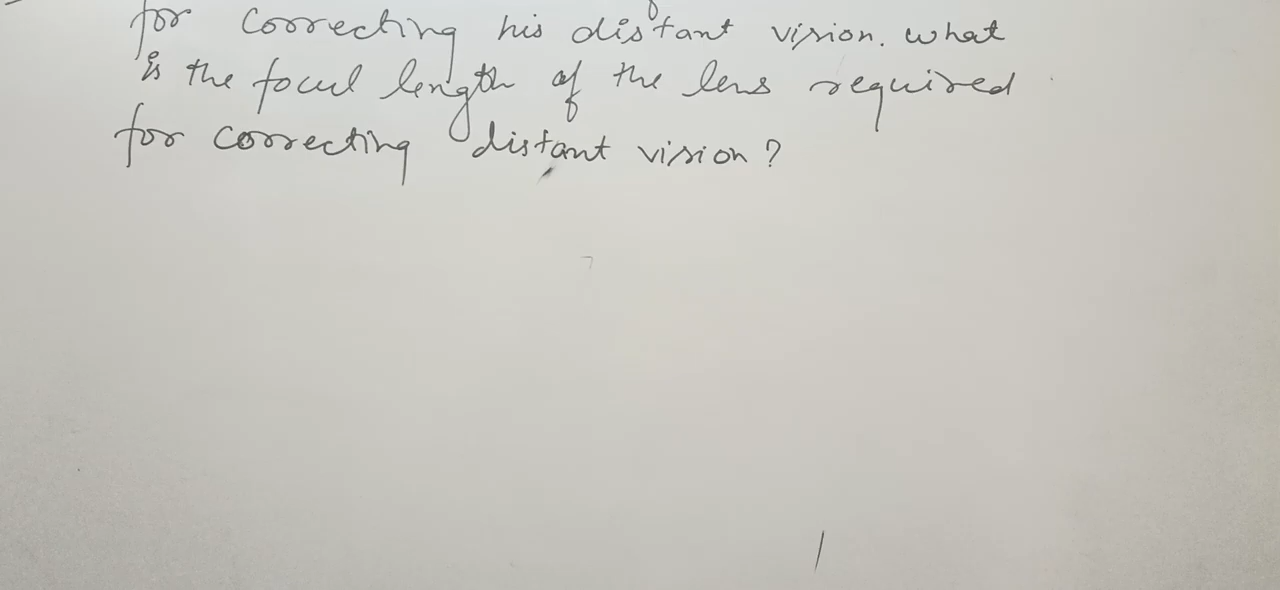 for correcting his distant vision. what
is the focal length of the lens required
for correcting distant vision?